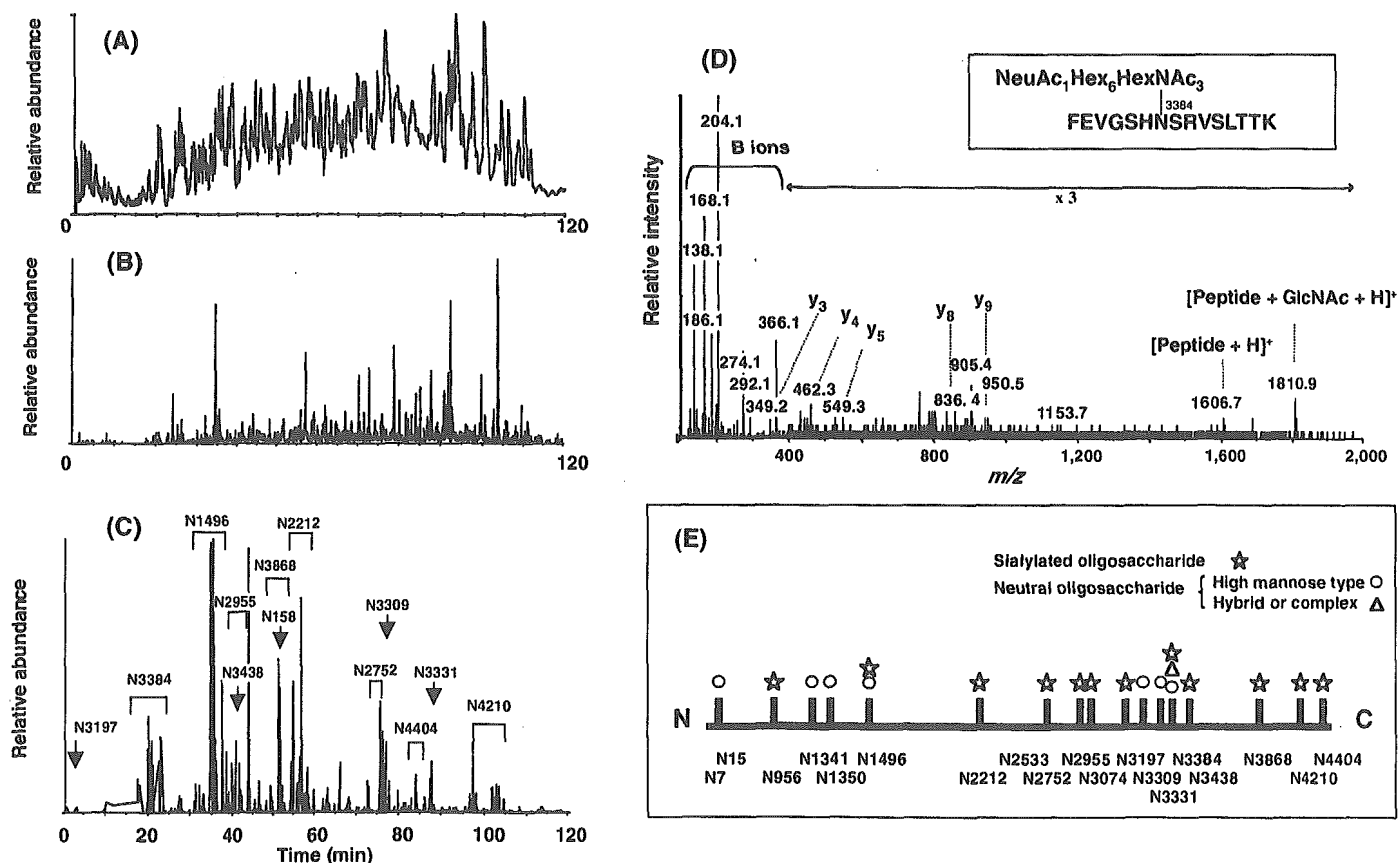 (A)
Relative abundance
0
120
(B)
Relative abundance
0
120
(C)
Relative abundance
N1496
N2212
N3868
N2955
N158
N3309
N3438
N2752
N3331
N3384
N4404
N4210
N3197
0
20
40
60
80
100
120
Time (min)
(D)
NeuAc1Hex6HexNAc3
3384
FEVGSHNSRVSLTTK
204.1
B ions
x 3
168.1
138.1
186.1
366.1
y3
y4
y5
y8
y9
[Peptide + GlcNAc + H]+
[Peptide + H]+
274.1
292.1
349.2
462.3
549.3
905.4
836.4
950.5
1153.7
1606.7
1810.9
Relative intensity
400
800
1,200
1,600
2,000
m/z
(E)
Sialylated oligosaccharide
Neutral oligosaccharide
High mannose type
Hybrid or complex
N
C
N15
N1341
N1496
N2533
N2955
N3197
N3384
N3868
N4404
N7
N956
N1350
N2212
N2752
N3074
N3309
N3438
N4210
N3331